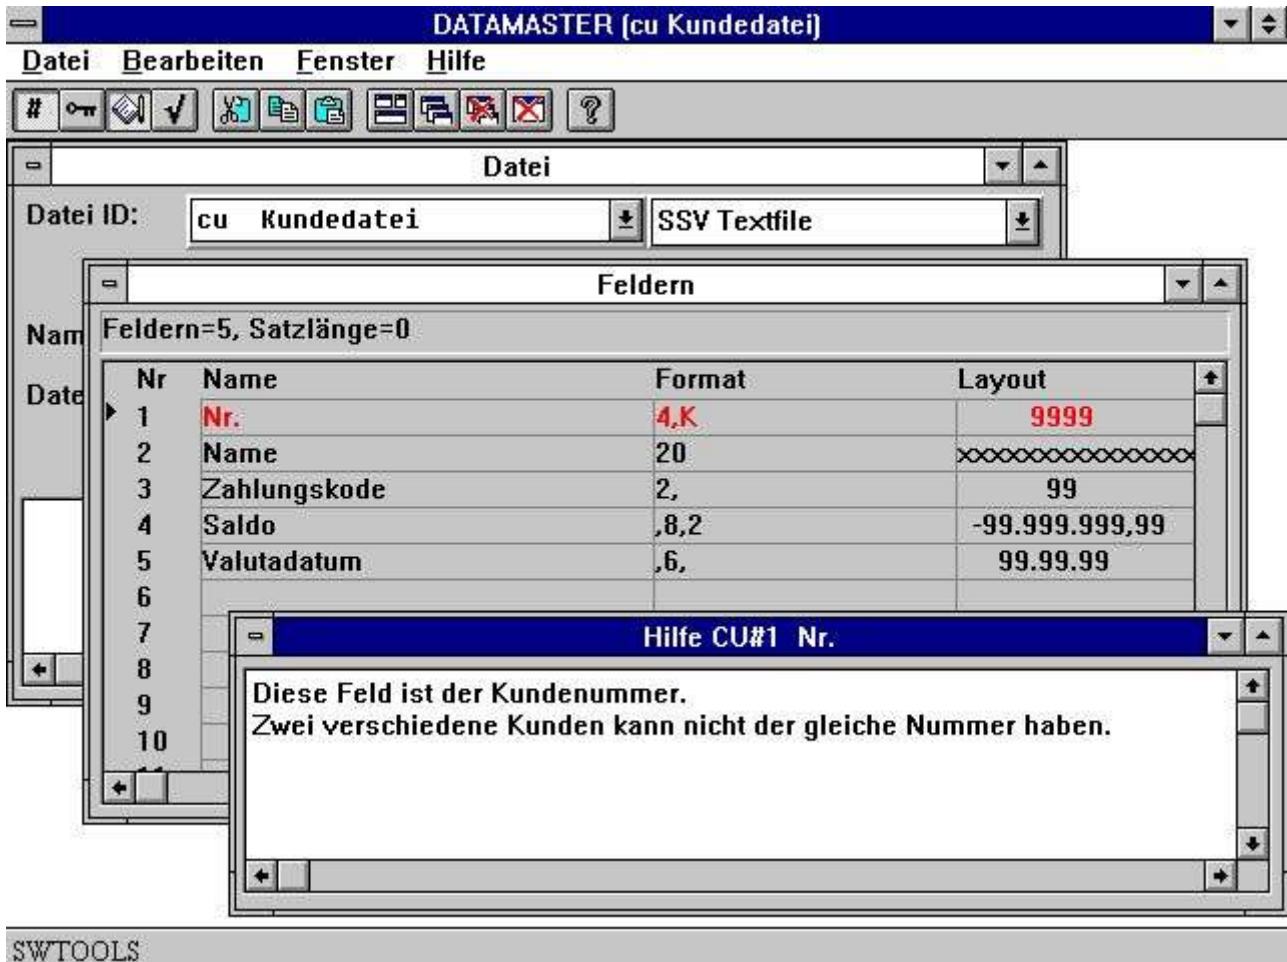 DATAMASTER (cu Kundedatei)
Datei Bearbeiten Fenster Hilfe
#
?
Datei
Datei ID: cu Kundedatei SSV Textfile
Feldern
Nam
Feldern=5, Satzlänge=0
Date
Nr Name Format Layout
1 Nr. 4,K 9999
2 Name 20 xxxxxxxxxxxxxxxx
3 Zahlungskode 2, 99
4 Saldo ,8,2 -99.999.999,99
5 Valutadatum ,6, 99.99.99
6
7
8
9
10
Hilfe CU#1 Nr.
Diese Feld ist der Kundenummer.
Zwei verschiedene Kunden kann nicht der gleiche Nummer haben.
SWTOOLS